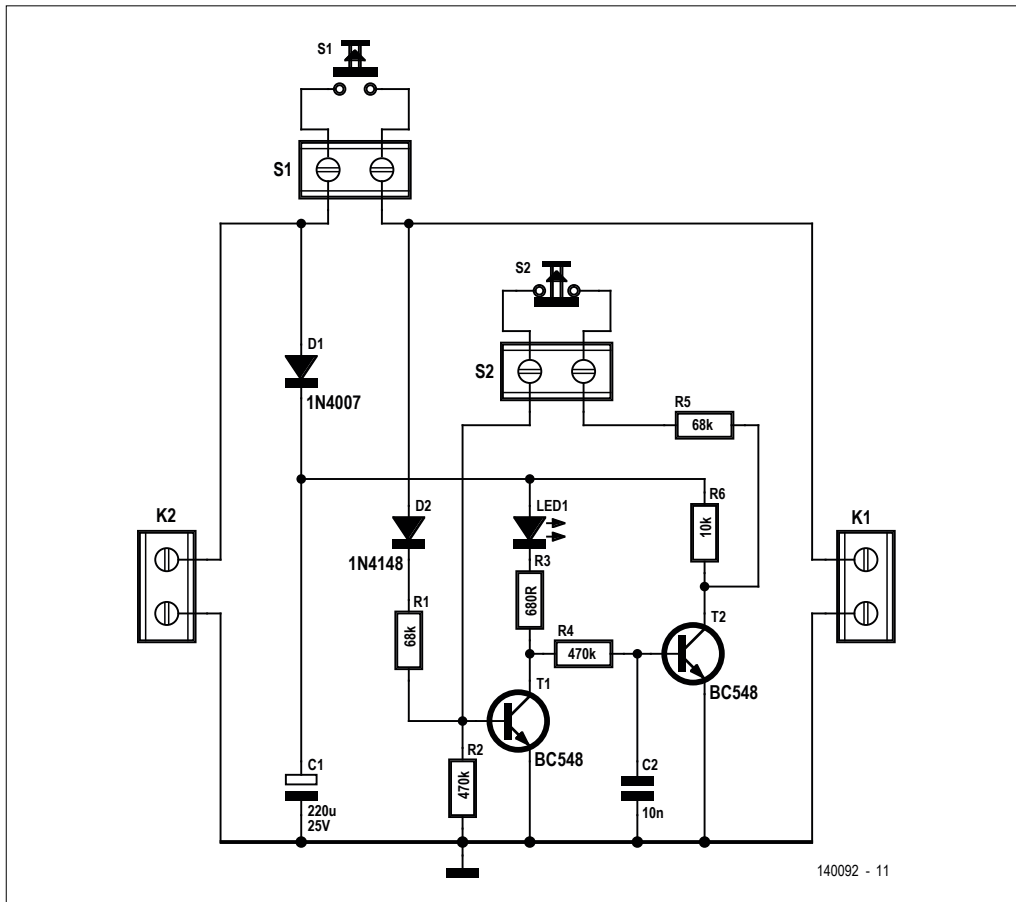 S1
S1
S2
D1
S2
1N4007
R5
68k
K2
D2
LED1
R6
K1
10k
1N4148
R3
680R
R1
68k
R4
470k
T2
T1
BC548
R2
BC548
470k
C1
C2
220u
25V
10n
140092 - 11